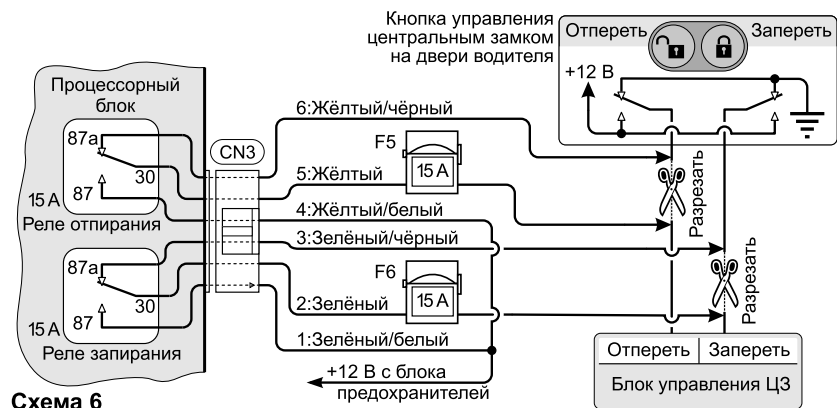 Кнопка управления
центральным замком
на двери водителя
Отпереть
Запереть
+12 В
Процессорный
блок
87а
30
87
15 А
Реле отпирания
87а
30
87
15 А
Реле запирания
CN3
6:Жёлтый/чёрный
F5
15 А
5:Жёлтый
4:Жёлтый/белый
3:Зелёный/чёрный
F6
15 А
2:Зелёный
1:Зелёный/белый
+12 В с блока
предохранителей
Разрезать
Разрезать
Отпереть
Запереть
Блок управления ЦЗ
Схема 6